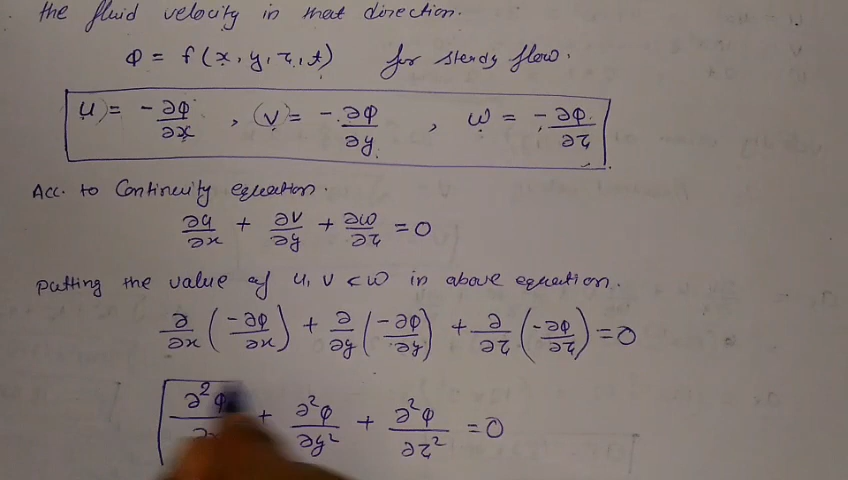 the fluid velocity in that direction.
Φ = f(x, y, z, t) for steady flow.
u = -∂Φ/∂x , v = -∂Φ/∂y , w = -∂Φ/∂z
Acc. to Continuity equation.
∂u/∂x + ∂v/∂y + ∂w/∂z = 0
putting the value of u, v < w in above equation.
∂/∂x (-∂Φ/∂x) + ∂/∂y (-∂Φ/∂y) + ∂/∂z (-∂Φ/∂z) = 0
∂²Φ + ∂²Φ/∂y² + ∂²Φ/∂z² = 0